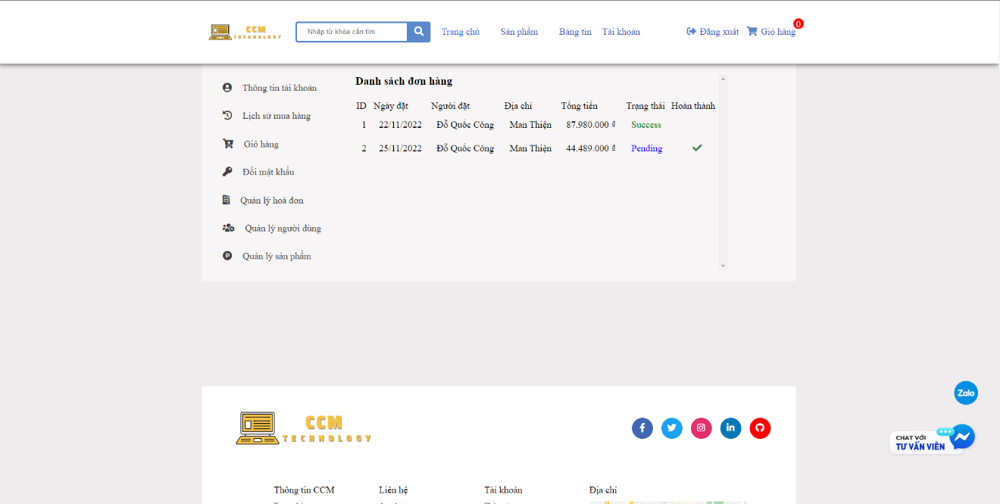 CCM
TECHNOLOGY
Nhập từ khóa cần tìm
Trang chủ Sản phẩm Bảng tin Tài khoản
Đăng xuất Giỏ hàng 0
Thông tin tài khoản
Lịch sử mua hàng
Giỏ hàng
Đổi mật khẩu
Quản lý hoá đơn
Quản lý người dùng
Quản lý sản phẩm
Danh sách đơn hàng
ID Ngày đặt Người đặt Địa chỉ Tổng tiền Trạng thái Hoàn thành
1 22/11/2022 Đỗ Quốc Công Man Thiện 87.980.000 ₫ Success
2 25/11/2022 Đỗ Quốc Công Man Thiện 44.489.000 ₫ Pending
Zalo
CHAT VỚI
TƯ VẤN VIÊN
CCM
TECHNOLOGY
Thông tin CCM Liên hệ Tài khoản Địa chỉ